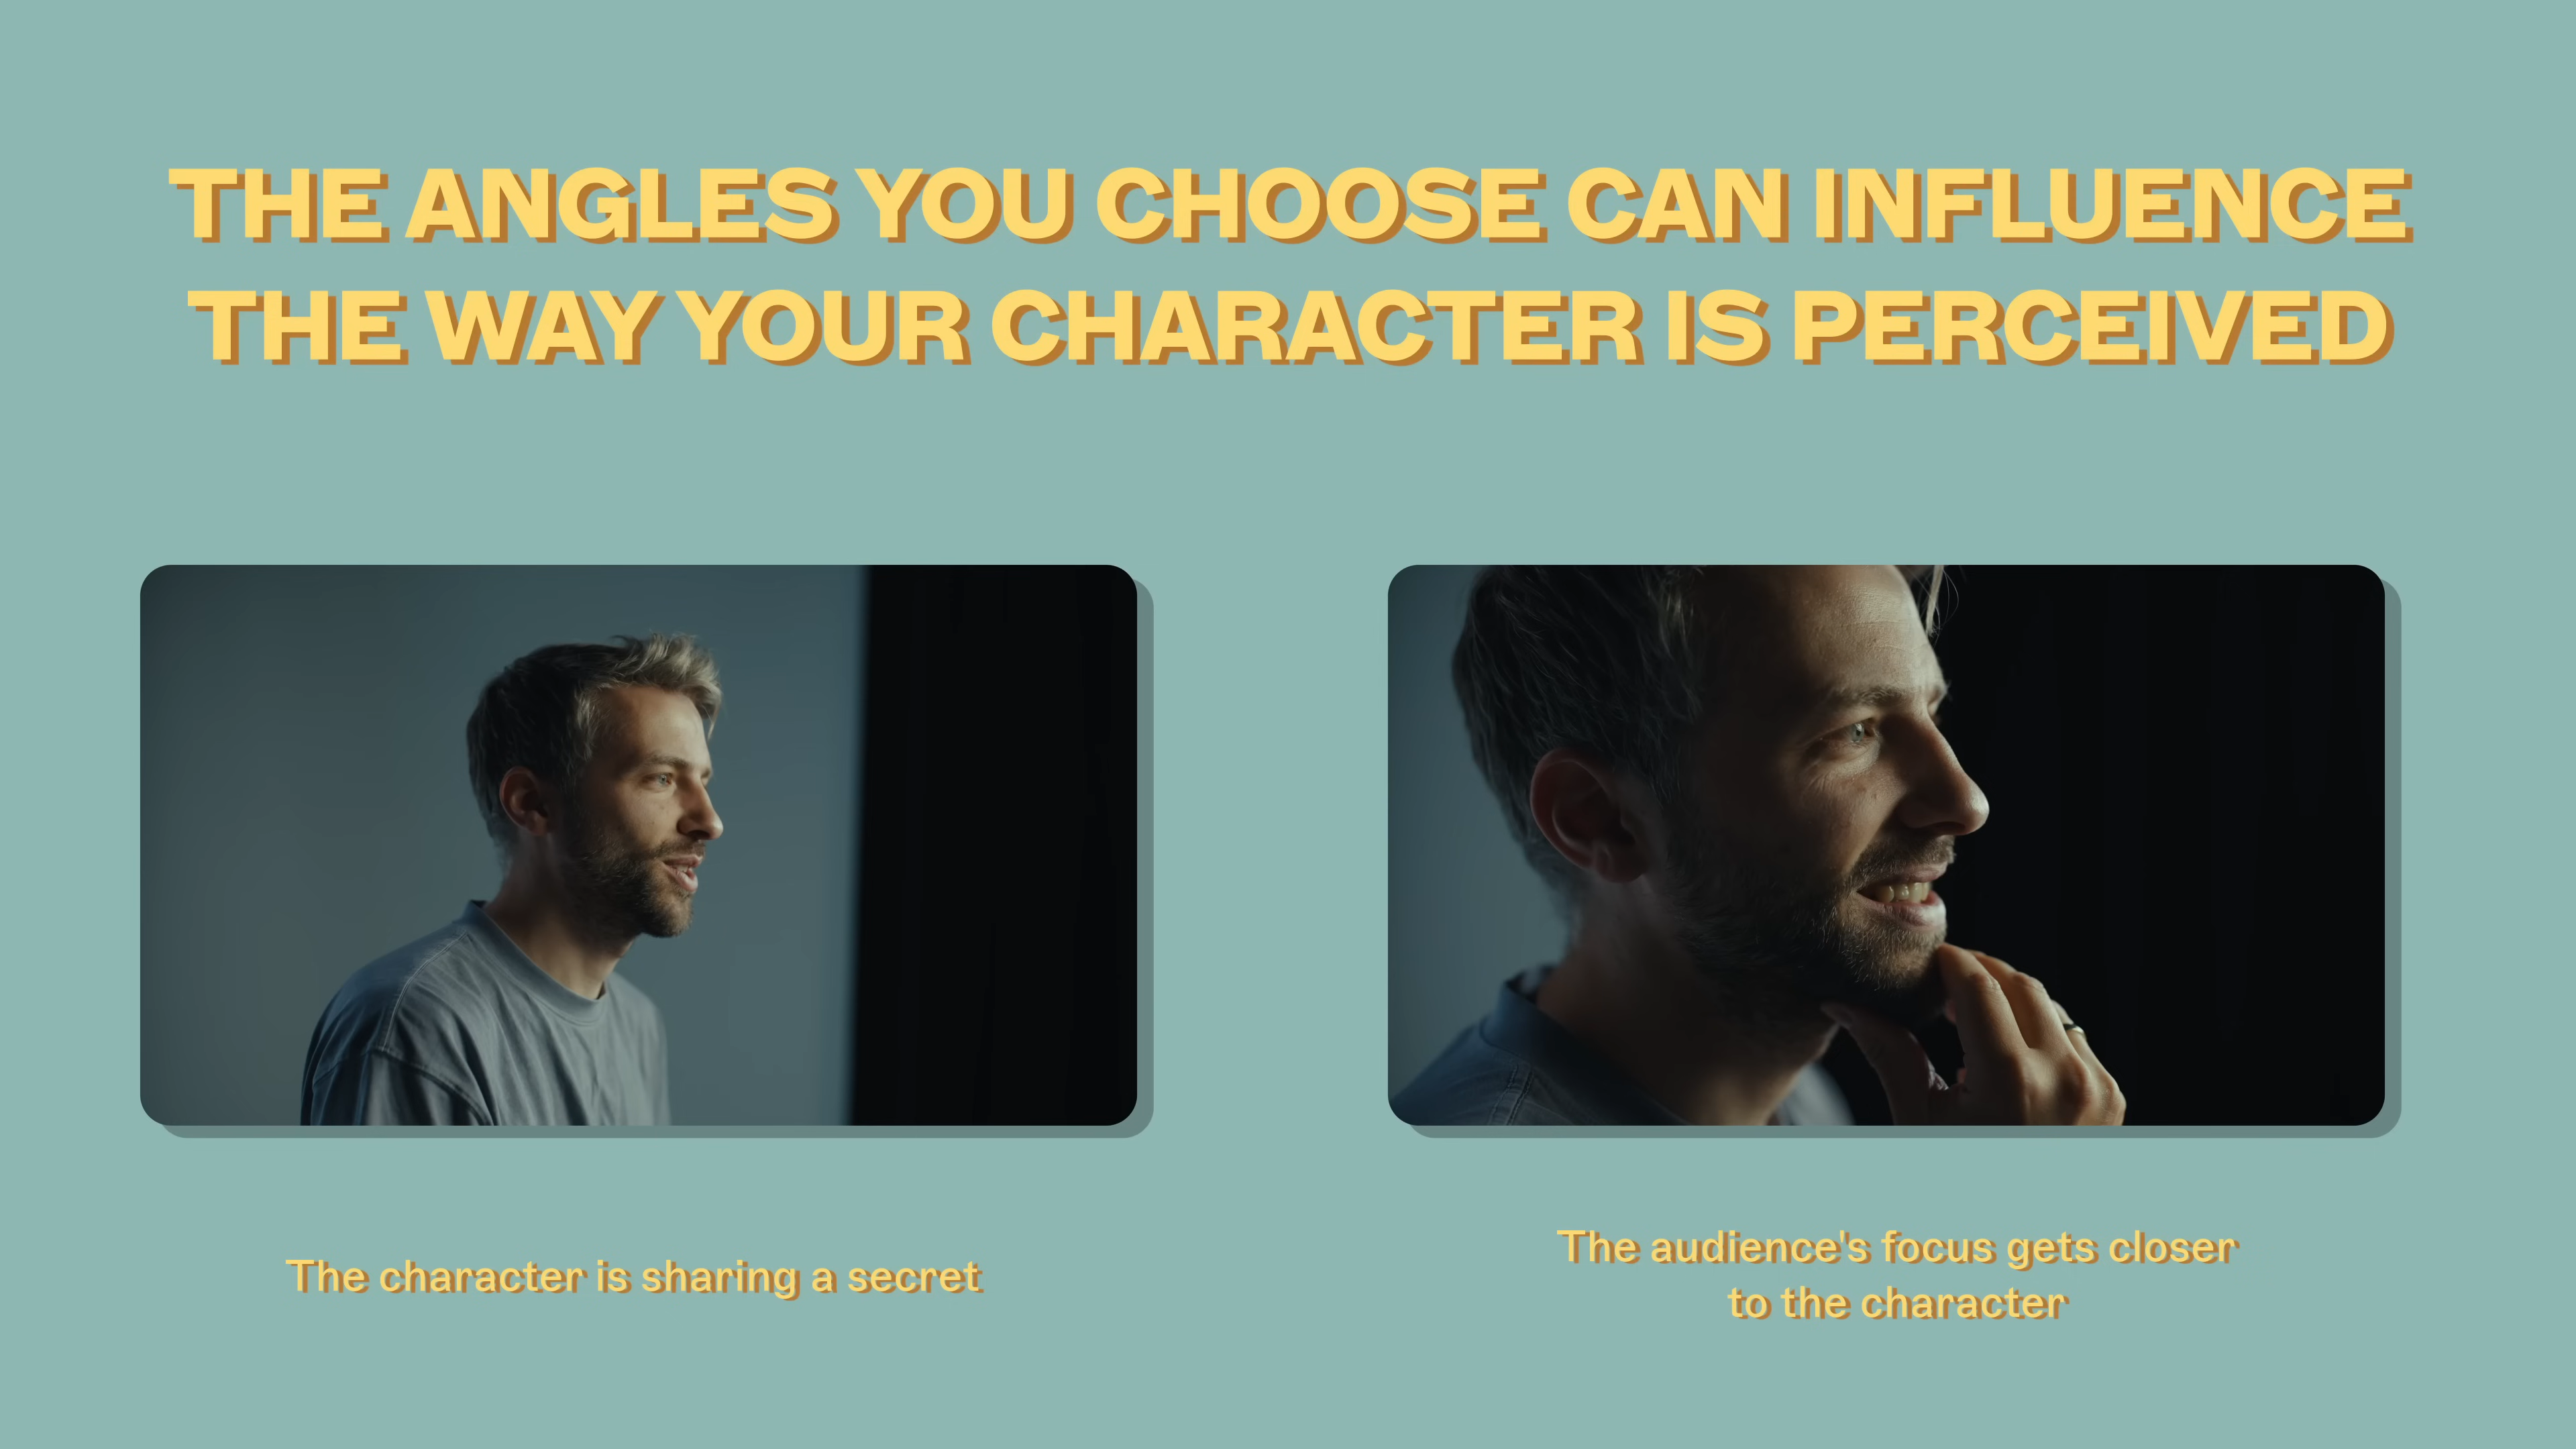 THE ANGLES YOU CHOOSE CAN INFLUENCE
THE WAY YOUR CHARACTER IS PERCEIVED
The character is sharing a secret
The audience's focus gets closer
to the character